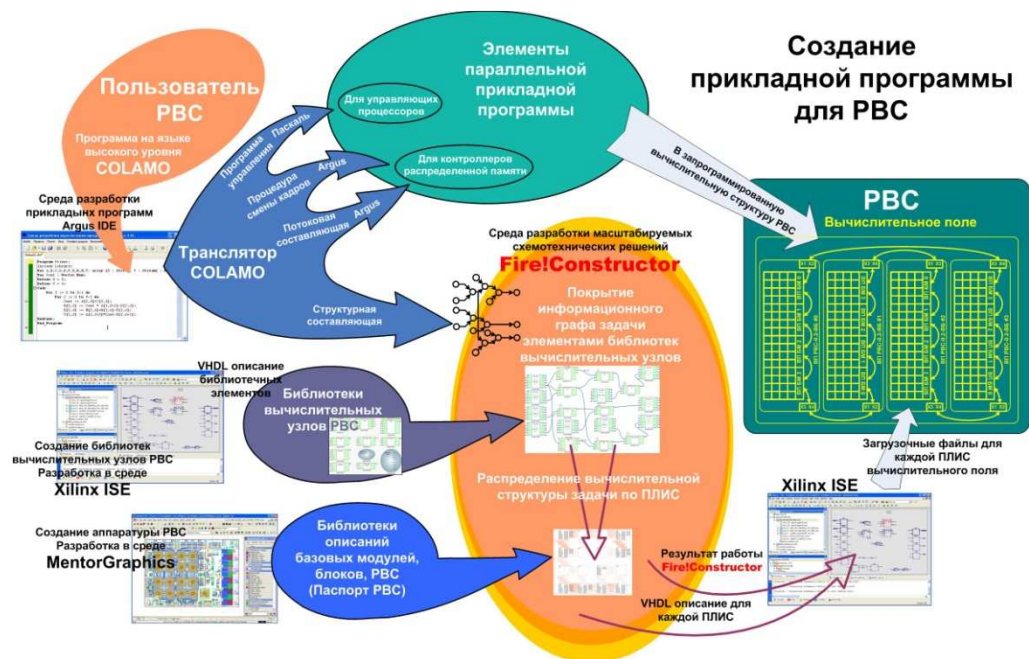 Создание
прикладной программы
для РВС
Пользователь
РВС
Программа на языке
высокого уровня
COLAMO
Среда разработки
прикладынх программ
Argus IDE
Транслятор
COLAMO
Программа
управления
Паскаль
Процедура
смены кадров
Argus
Потоковая
составляющая
Argus
Структурная
составляющая
Элементы
параллельной
прикладной
программы
Для управляющих
процессоров
Для контроллеров
распределенной памяти
В запрограммированную
вычислительную структуру РВС
РВС
Вычислительное поле
Среда разработки масштабируемых
схемотехнических решений
Fire!Constructor
Покрытие
информационного
графа задачи
элементами библиотек
вычислительных узлов
Распределение вычислительной
структуры задачи по ПЛИС
VHDL описание
библиотечных
элементов
Библиотеки
вычислительных
узлов РВС
Создание библиотек
вычислительных узлов РВС
Разработка в среде
Xilinx ISE
Создание аппаратуры РВС
Разработка в среде
MentorGraphics
Библиотеки
описаний
базовых модулей,
блоков, РВС
(Паспорт РВС)
Результат работы
Fire!Constructor
VHDL описание для
каждой ПЛИС
Xilinx ISE
Загрузочные файлы для
каждой ПЛИС
вычислительного поля